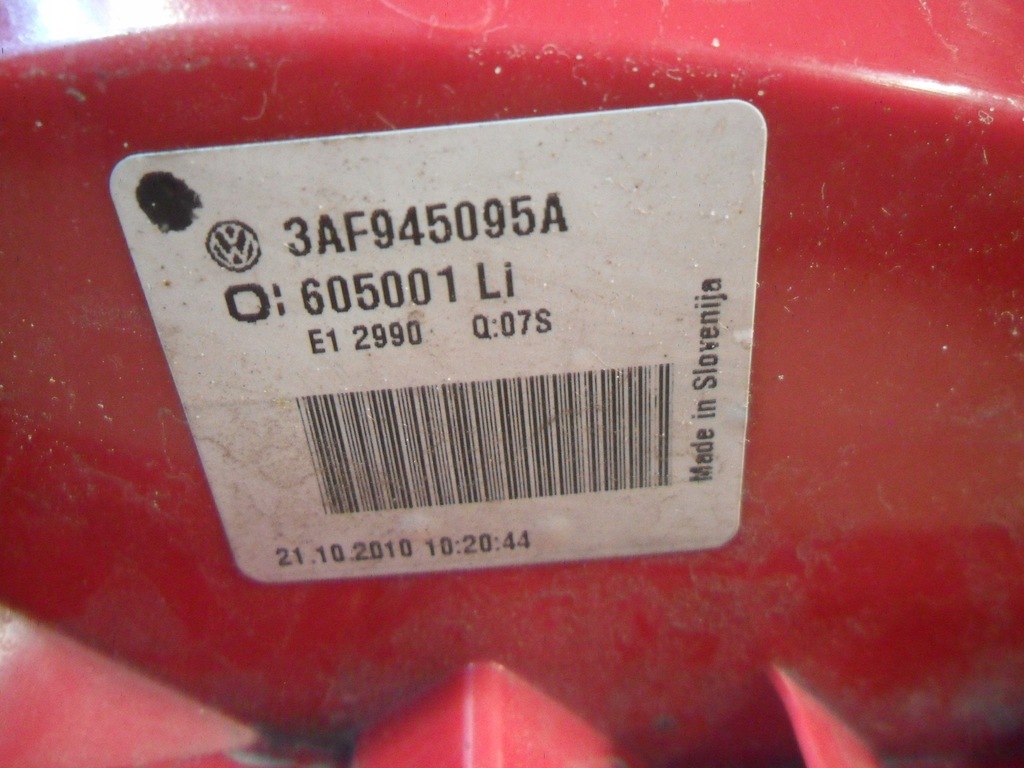 3AF945095A
605001 Li
E1 2990 Q:07S
Made in Slovenija
21.10.2010 10:20:44